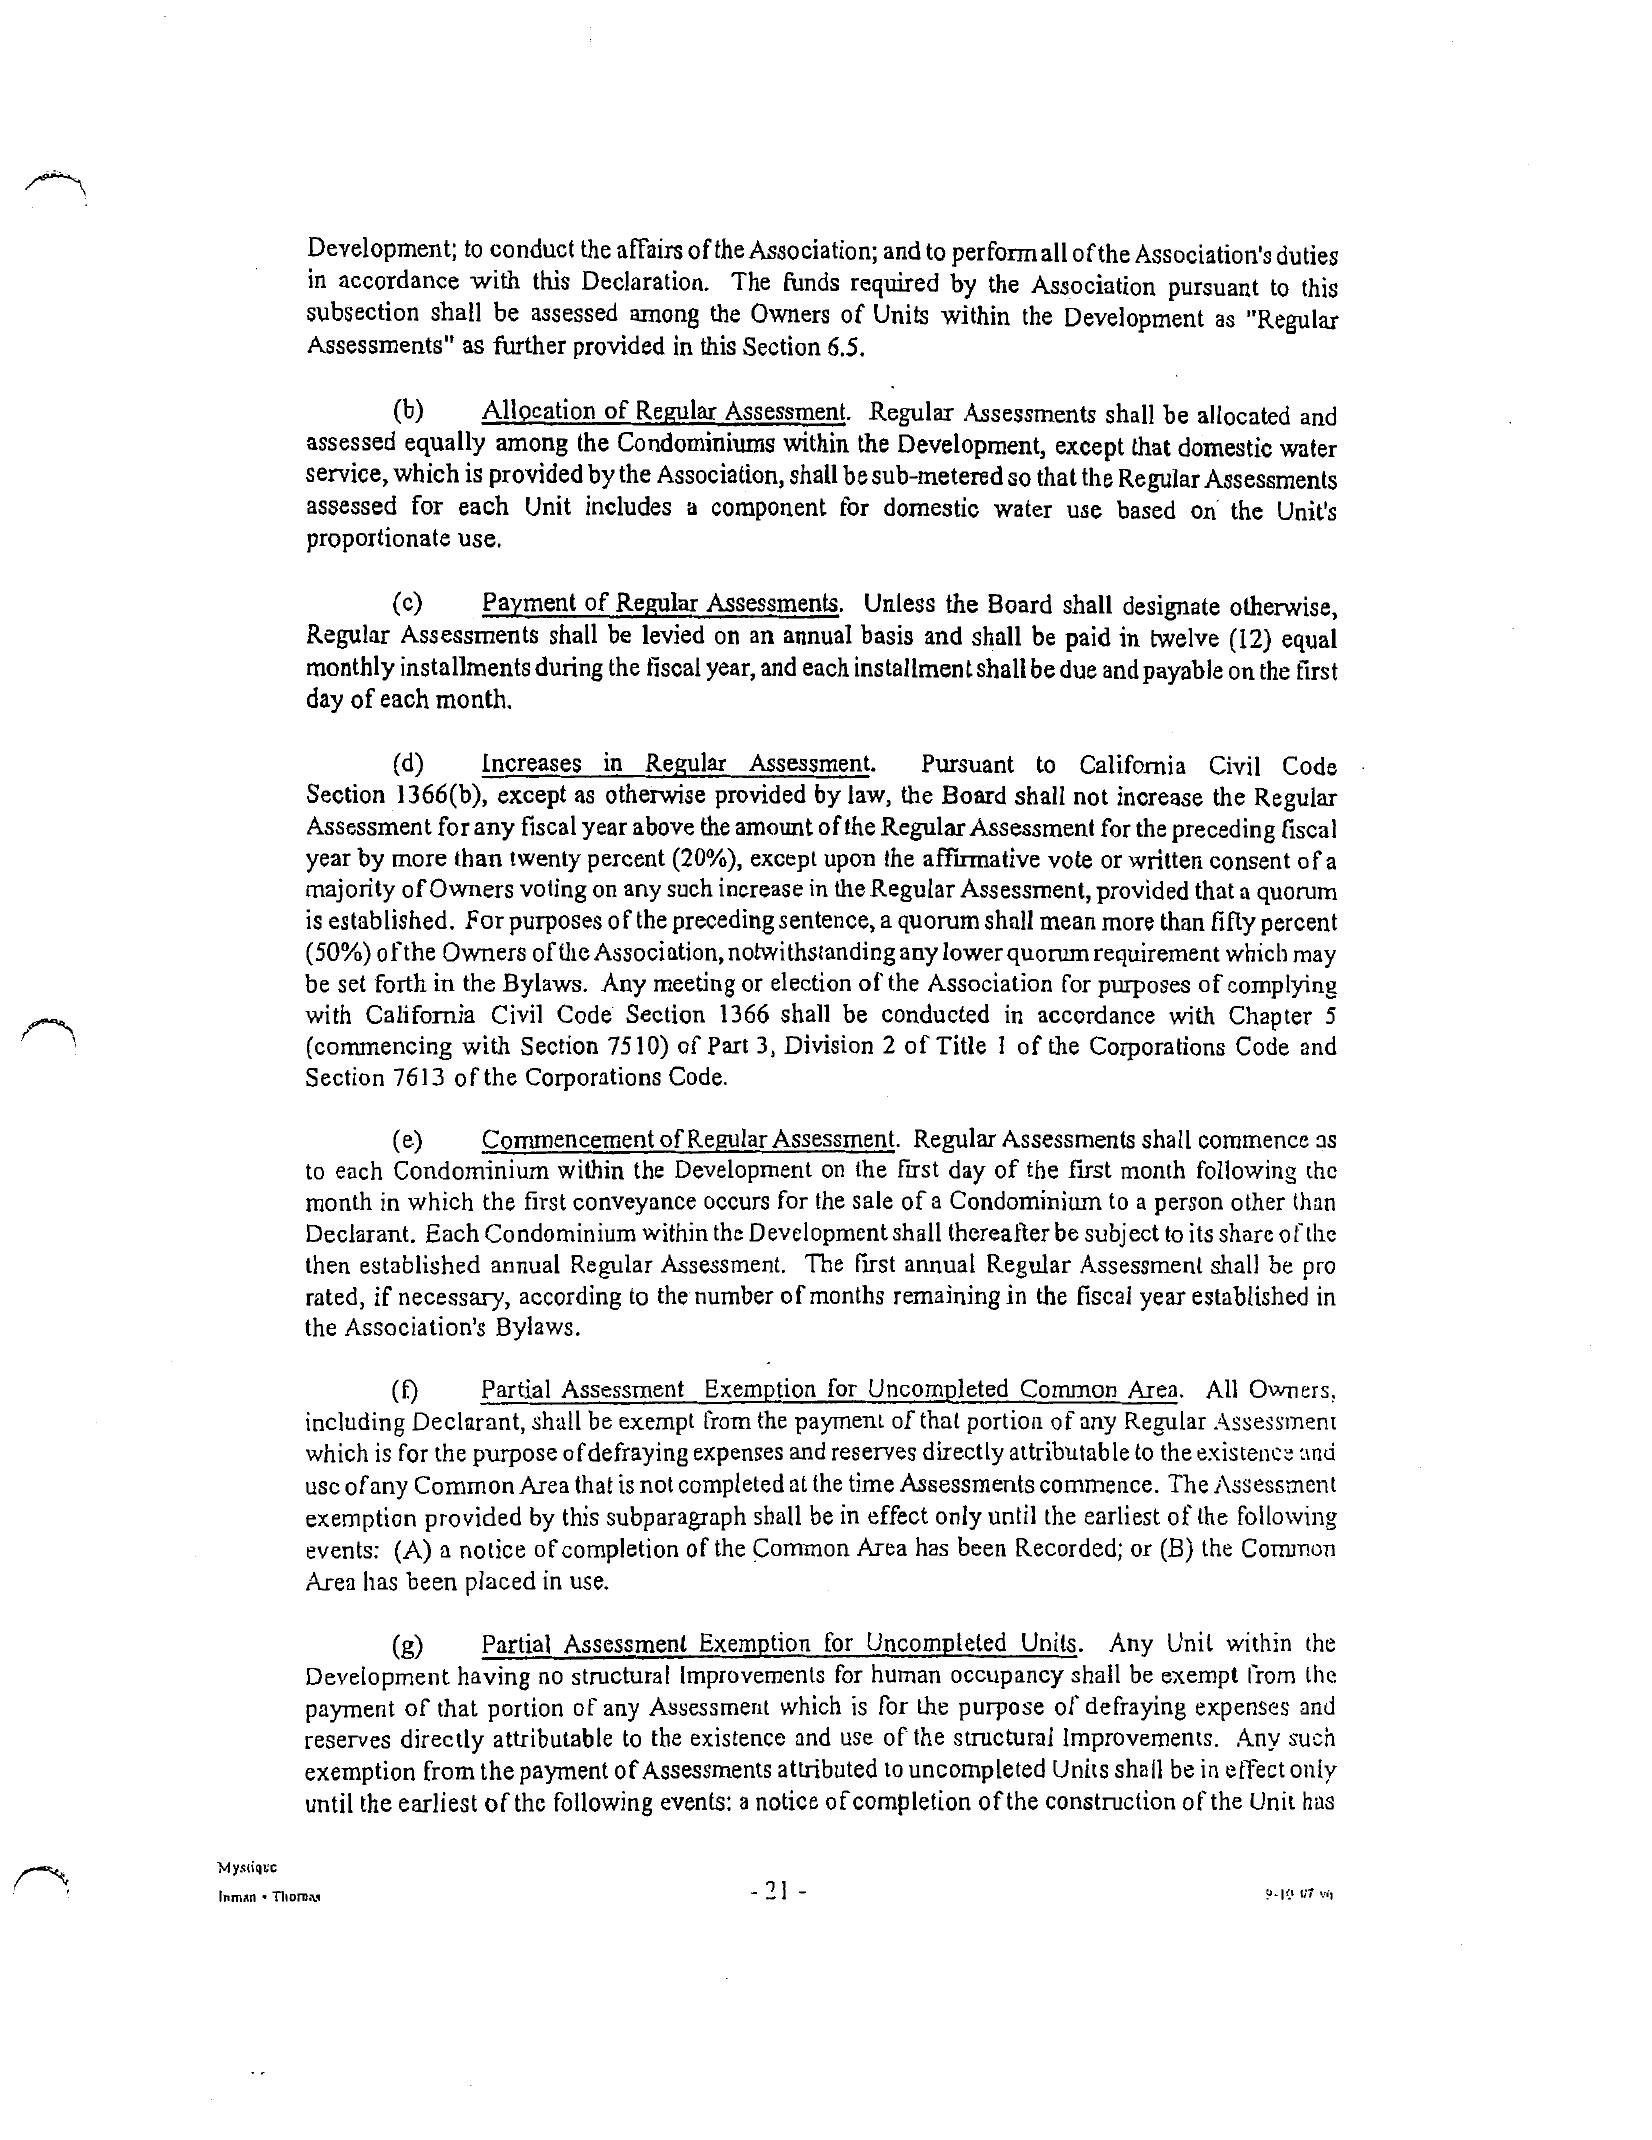 Development; to conduct the affairs of the Association; and to perform all of the Association's duties
in accordance with this Declaration. The funds required by the Association pursuant to this
subsection shall be assessed among the Owners of Units within the Development as "Regular
Assessments" as further provided in this Section 6.5.
(b) Allocation of Regular Assessment. Regular Assessments shall be allocated and
assessed equally among the Condominiums within the Development, except that domestic water
service, which is provided by the Association, shall be sub-metered so that the Regular Assessments
assessed for each Unit includes a component for domestic water use based on the Unit's
proportionate use.
(c) Payment of Regular Assessments. Unless the Board shall designate otherwise,
Regular Assessments shall be levied on an annual basis and shall be paid in twelve (12) equal
monthly installments during the fiscal year, and each installment shall be due and payable on the first
day of each month.
(d) Increases in Regular Assessment. Pursuant to California Civil Code
Section 1366(b), except as otherwise provided by law, the Board shall not increase the Regular
Assessment for any fiscal year above the amount of the Regular Assessment for the preceding fiscal
year by more than twenty percent (20%), except upon the affirmative vote or written consent of a
majority of Owners voting on any such increase in the Regular Assessment, provided that a quorum
is established. For purposes of the preceding sentence, a quorum shall mean more than fifty percent
(50%) of the Owners of the Association, notwithstanding any lower quorum requirement which may
be set forth in the Bylaws. Any meeting or election of the Association for purposes of complying
with California Civil Code Section 1366 shall be conducted in accordance with Chapter 5
(commencing with Section 7510) of Part 3, Division 2 of Title 1 of the Corporations Code and
Section 7613 of the Corporations Code.
(e) Commencement of Regular Assessment. Regular Assessments shall commence as
to each Condominium within the Development on the first day of the first month following the
month in which the first conveyance occurs for the sale of a Condominium to a person other than
Declarant. Each Condominium within the Development shall thereafter be subject to its share of the
then established annual Regular Assessment. The first annual Regular Assessment shall be pro
rated, if necessary, according to the number of months remaining in the fiscal year established in
the Association's Bylaws.
(f) Partial Assessment Exemption for Uncompleted Common Area. All Owners,
including Declarant, shall be exempt from the payment of that portion of any Regular Assessment
which is for the purpose of defraying expenses and reserves directly attributable to the existence and
use of any Common Area that is not completed at the time Assessments commence. The Assessment
exemption provided by this subparagraph shall be in effect only until the earliest of the following
events: (A) a notice of completion of the Common Area has been Recorded; or (B) the Common
Area has been placed in use.
(g) Partial Assessment Exemption for Uncompleted Units. Any Unit within the
Development having no structural Improvements for human occupancy shall be exempt from the
payment of that portion of any Assessment which is for the purpose of defraying expenses and
reserves directly attributable to the existence and use of the structural Improvements. Any such
exemption from the payment of Assessments attributed to uncompleted Units shall be in effect only
until the earliest of the following events: a notice of completion of the construction of the Unit has
Mystique
Inman • Thomas
- 21 -